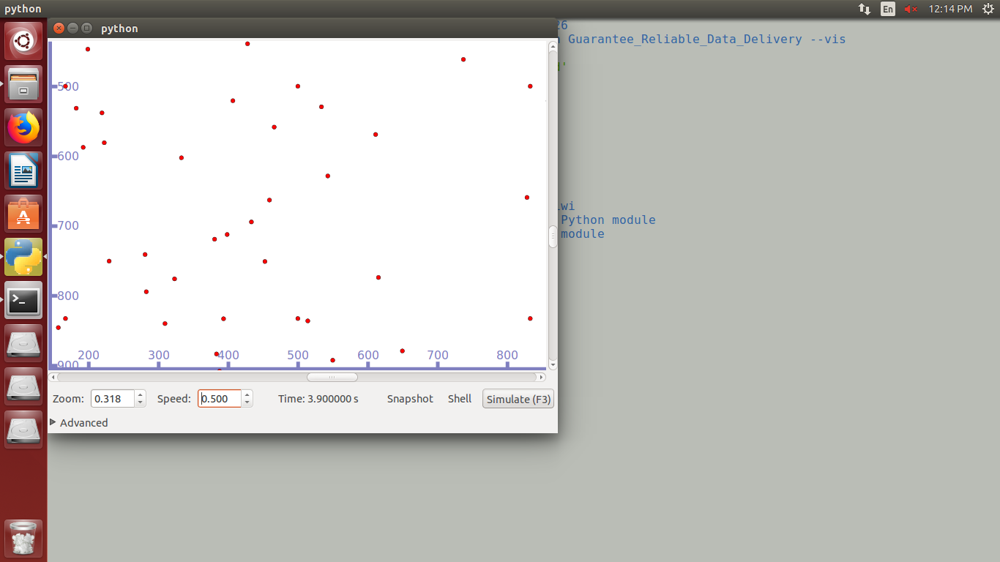 python
En
12:14 PM
python
26
Guarantee_Reliable_Data_Delivery --vis
500
600
700
800
900
200 300 400 500 600 700 800
Python module
module
Zoom: 0.318 Speed: 0.500 Time: 3.900000 s Snapshot Shell Simulate (F3)
Advanced